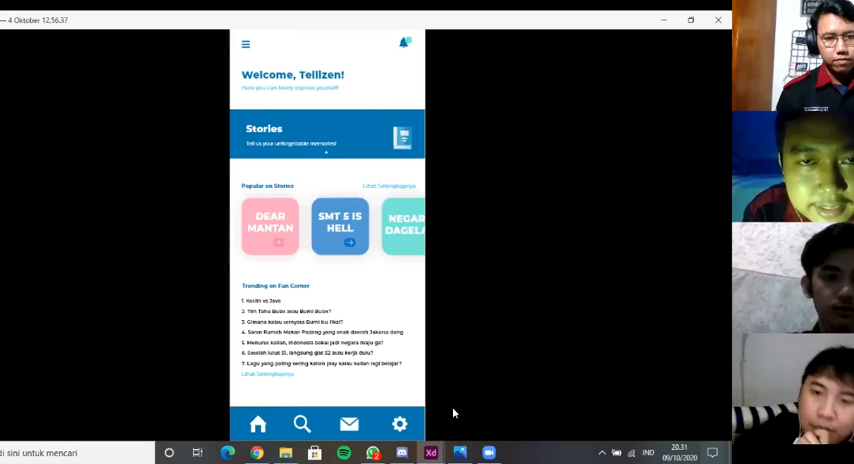 — 4 Oktober 12.56.37
Welcome, Tellizen!
Here you can freely express yourself!
Stories
Tell us your unforgetable memories!
Popular on Stories
Lihat Selengkapnya
DEAR
MANTAN
SMT 5 IS
HELL
NEGAR
DAGEL
Trending on Fun Corner
1. Kotlin vs Java
2. Tim Tahu Bulat atau Bumi Bulat?
3. Gimana kalau ternyata Bumi itu fiksi?
4. Saran Rumah Makan Padang yang enak daerah Jakarta dong
5. Menurut kalian, Indonesia bakal jadi negara maju ga?
6. Setelah lulus S1, langsung gas S2 atau kerja dulu?
7. Lagu yang paling sering kalian play kalau kalian lagi belajar?
Lihat Selengkapnya
di sini untuk mencari
2
Xd
IND
20.31
09/10/2020